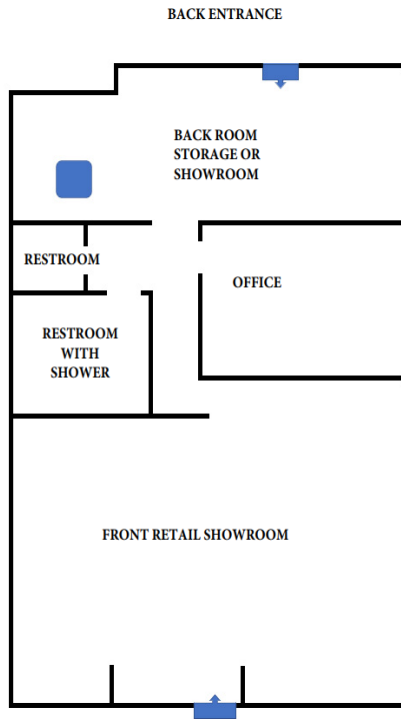 BACK ENTRANCE
BACK ROOM
STORAGE OR
SHOWROOM
RESTROOM
OFFICE
RESTROOM
WITH
SHOWER
FRONT RETAIL SHOWROOM